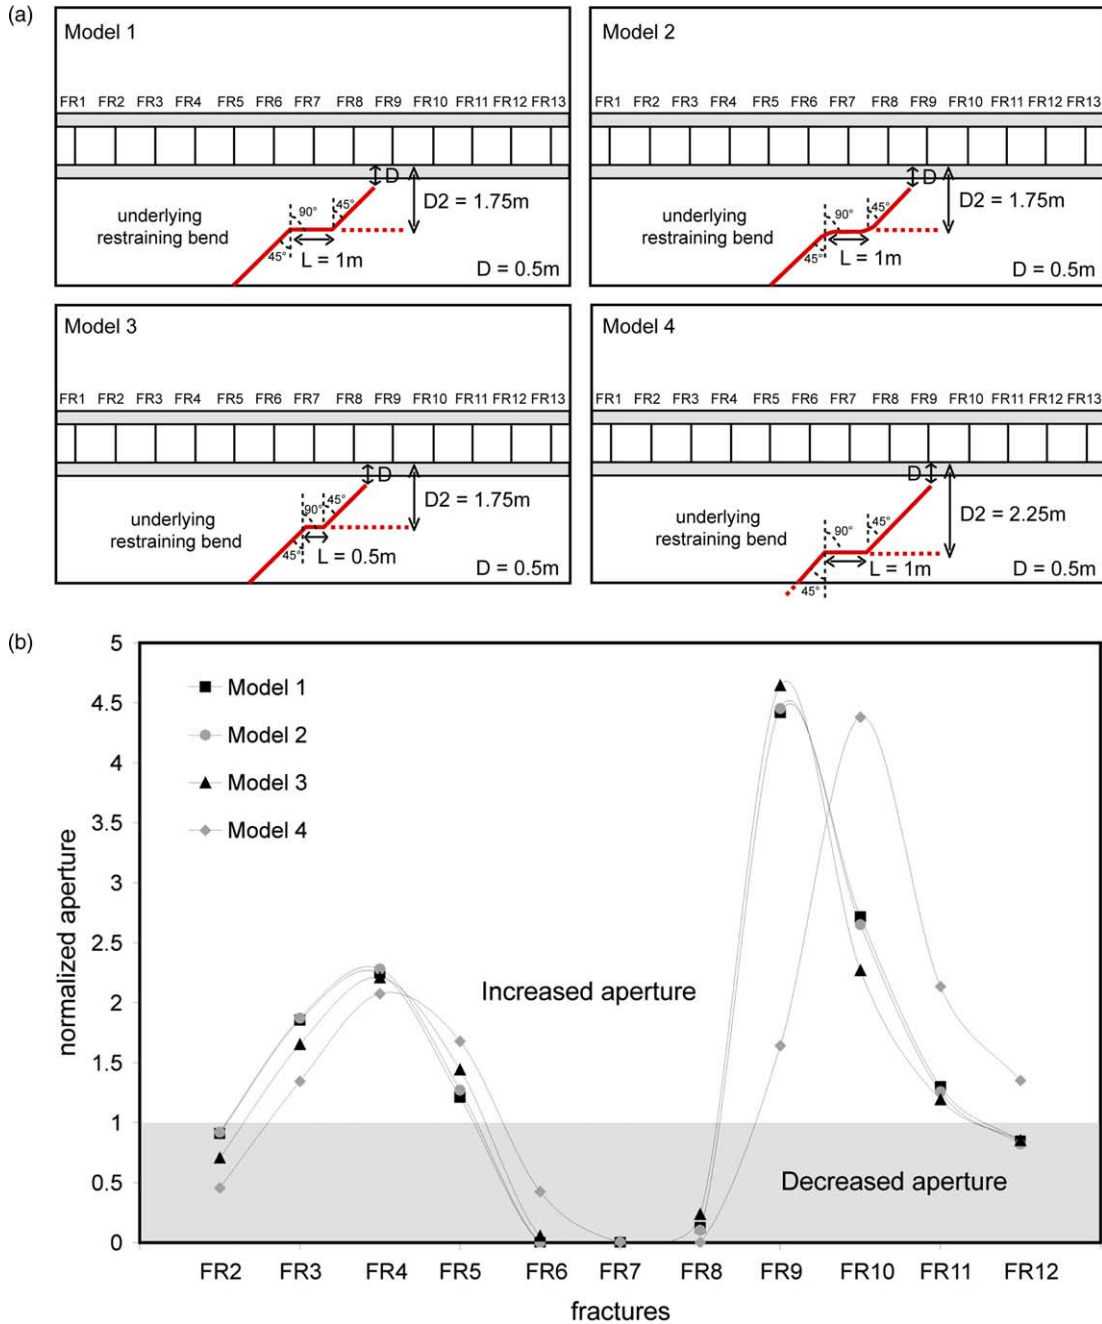 (a)
Model 1
FR1 FR2 FR3 FR4 FR5 FR6 FR7 FR8 FR9 FR10 FR11 FR12 FR13
D
90°
45°
D2 = 1.75m
underlying
restraining bend
45°
L = 1m
D = 0.5m
Model 2
FR1 FR2 FR3 FR4 FR5 FR6 FR7 FR8 FR9 FR10 FR11 FR12 FR13
D
90°
45°
D2 = 1.75m
underlying
restraining bend
45°
L = 1m
D = 0.5m
Model 3
FR1 FR2 FR3 FR4 FR5 FR6 FR7 FR8 FR9 FR10 FR11 FR12 FR13
D
90°
45°
D2 = 1.75m
underlying
restraining bend
45°
L = 0.5m
D = 0.5m
Model 4
FR1 FR2 FR3 FR4 FR5 FR6 FR7 FR8 FR9 FR10 FR11 FR12 FR13
D
90°
45°
D2 = 2.25m
underlying
restraining bend
45°
L = 1m
D = 0.5m
(b)
5
4.5
4
3.5
3
2.5
2
1.5
1
0.5
0
normalized aperture
Model 1
Model 2
Model 3
Model 4
Increased aperture
Decreased aperture
FR2 FR3 FR4 FR5 FR6 FR7 FR8 FR9 FR10 FR11 FR12
fractures